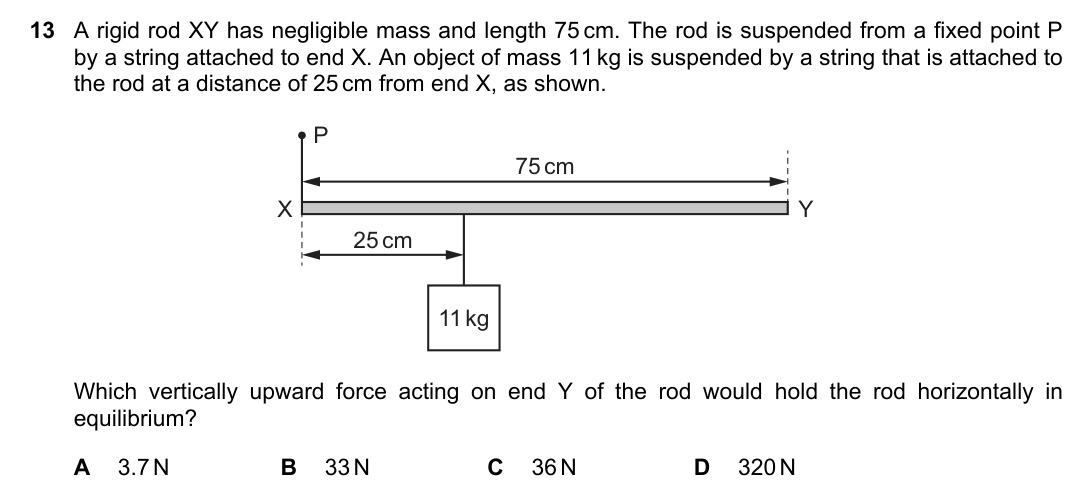 13 A rigid rod XY has negligible mass and length 75 cm. The rod is suspended from a fixed point P
by a string attached to end X. An object of mass 11 kg is suspended by a string that is attached to
the rod at a distance of 25 cm from end X, as shown.
P
75 cm
X
Y
25 cm
11 kg
Which vertically upward force acting on end Y of the rod would hold the rod horizontally in
equilibrium?
A 3.7 N B 33 N C 36 N D 320 N